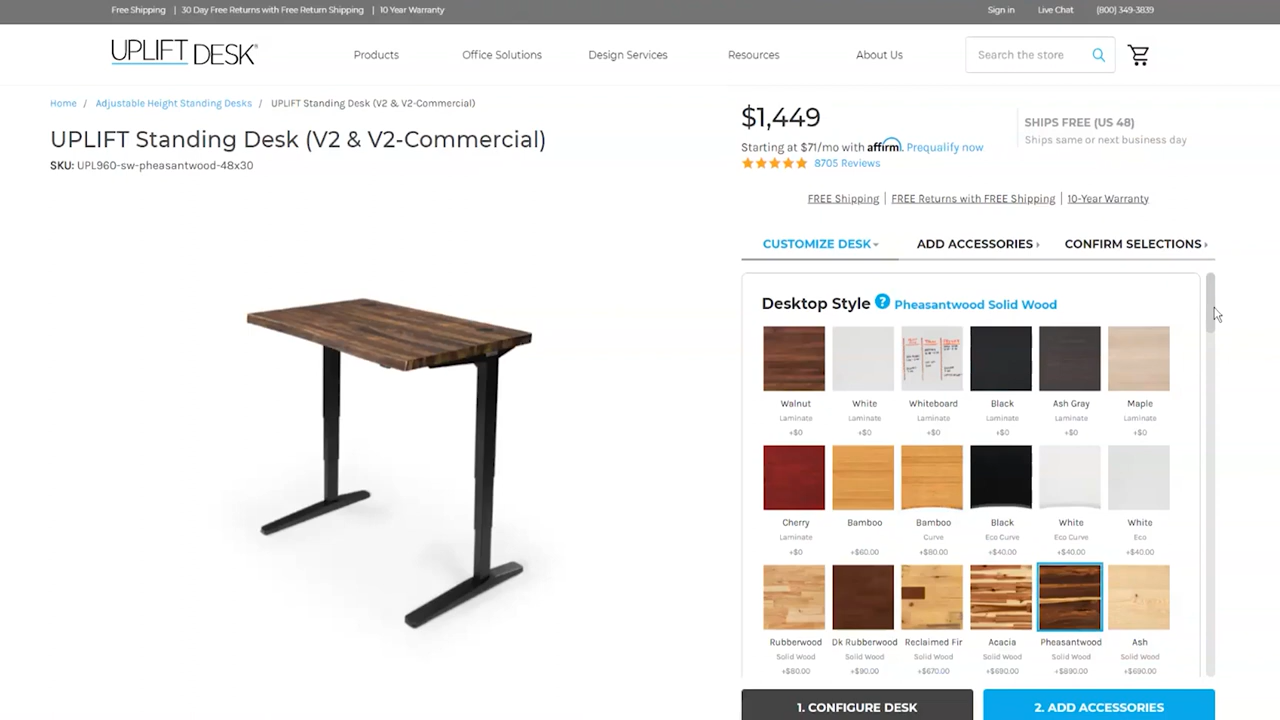 Free Shipping | 30 Day Free Returns with Free Return Shipping | 10 Year Warranty
Sign in Live Chat (800) 349-3839
UPLIFT DESK®
Products Office Solutions Design Services Resources About Us Search the store
Home / Adjustable Height Standing Desks / UPLIFT Standing Desk (V2 & V2-Commercial)
UPLIFT Standing Desk (V2 & V2-Commercial)
SKU: UPL960-sw-pheasantwood-48x30
$1,449
Starting at $71/mo with affirm. Prequalify now
8705 Reviews
SHIPS FREE (US 48)
Ships same or next business day
FREE Shipping | FREE Returns with FREE Shipping | 10-Year Warranty
CUSTOMIZE DESK ADD ACCESSORIES CONFIRM SELECTIONS
Desktop Style ? Pheasantwood Solid Wood
Walnut White Whiteboard Black Ash Gray Maple
Laminate Laminate Laminate Laminate Laminate Laminate
+$0 +$0 +$0 +$0 +$0 +$0
Cherry Bamboo Bamboo Black White White
Laminate Curve Eco Curve Eco Curve Eco
+$0 +$60.00 +$80.00 +$40.00 +$40.00 +$40.00
Rubberwood Dk Rubberwood Reclaimed Fir Acacia Pheasantwood Ash
Solid Wood Solid Wood Solid Wood Solid Wood Solid Wood Solid Wood
+$80.00 +$90.00 +$670.00 +$690.00 +$890.00 +$690.00
1. CONFIGURE DESK 2. ADD ACCESSORIES